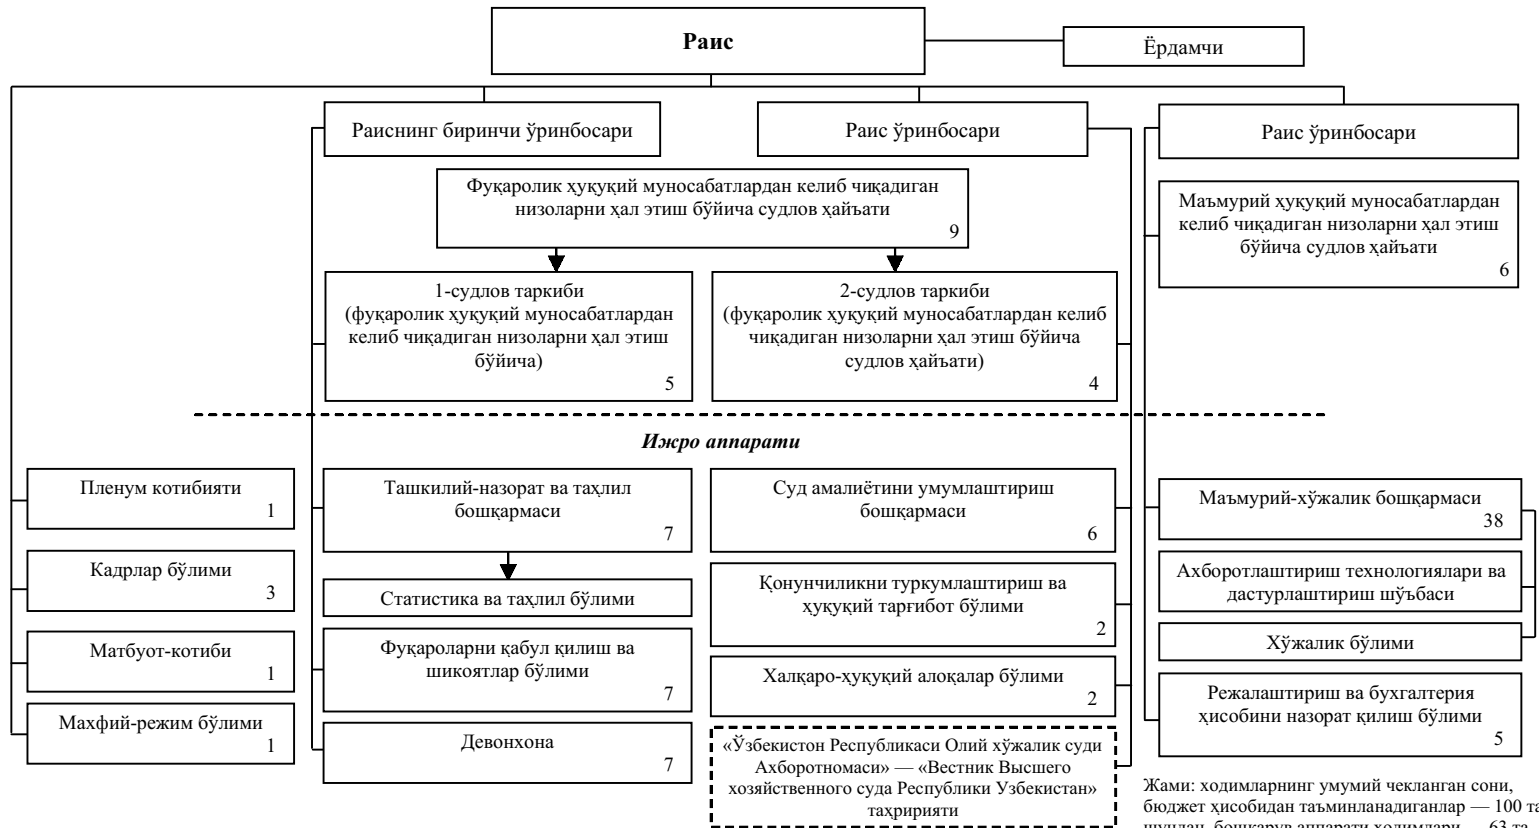 Раис
Ёрдамчи
Раиснинг биринчи ўринбосари
Раис ўринбосари
Раис ўринбосари
Фуқаролик ҳуқуқий муносабатлардан келиб чиқадиган
низоларни ҳал этиш бўйича судлов ҳайъати
9
Маъмурий ҳуқуқий муносабатлардан
келиб чиқадиган низоларни ҳал этиш
бўйича судлов ҳайъати
6
1-судлов таркиби
(фуқаролик ҳуқуқий муносабатлардан
келиб чиқадиган низоларни ҳал этиш
бўйича)
5
2-судлов таркиби
(фуқаролик ҳуқуқий муносабатлардан келиб
чиқадиган низоларни ҳал этиш бўйича
судлов ҳайъати)
4
Ижро аппарати
Пленум котибияти
1
Кадрлар бўлими
3
Матбуот-котиби
1
Махфий-режим бўлими
1
Ташкилий-назорат ва таҳлил
бошқармаси
7
Статистика ва таҳлил бўлими
Фуқароларни қабул қилиш ва
шикоятлар бўлими
7
Девонхона
7
Суд амалиётини умумлаштириш
бошқармаси
6
Қонунчиликни туркумлаштириш ва
ҳуқуқий тарғибот бўлими
2
Халқаро-ҳуқуқий алоқалар бўлими
2
«Ўзбекистон Республикаси Олий хўжалик суди
Ахборотномаси» — «Вестник Высшего
хозяйственного суда Республики Узбекистан»
таҳририяти
Маъмурий-хўжалик бошқармаси
38
Ахборотлаштириш технологиялари ва
дастурлаштириш шўъбаси
Хўжалик бўлими
Режалаштириш ва бухгалтерия
ҳисобини назорат қилиш бўлими
5
Жами: ходимларнинг умумий чекланган сони,
бюджет ҳисобидан таъминланадиганлар — 100 та
шундан, бошқарув аппарати ходимлари — 63 та